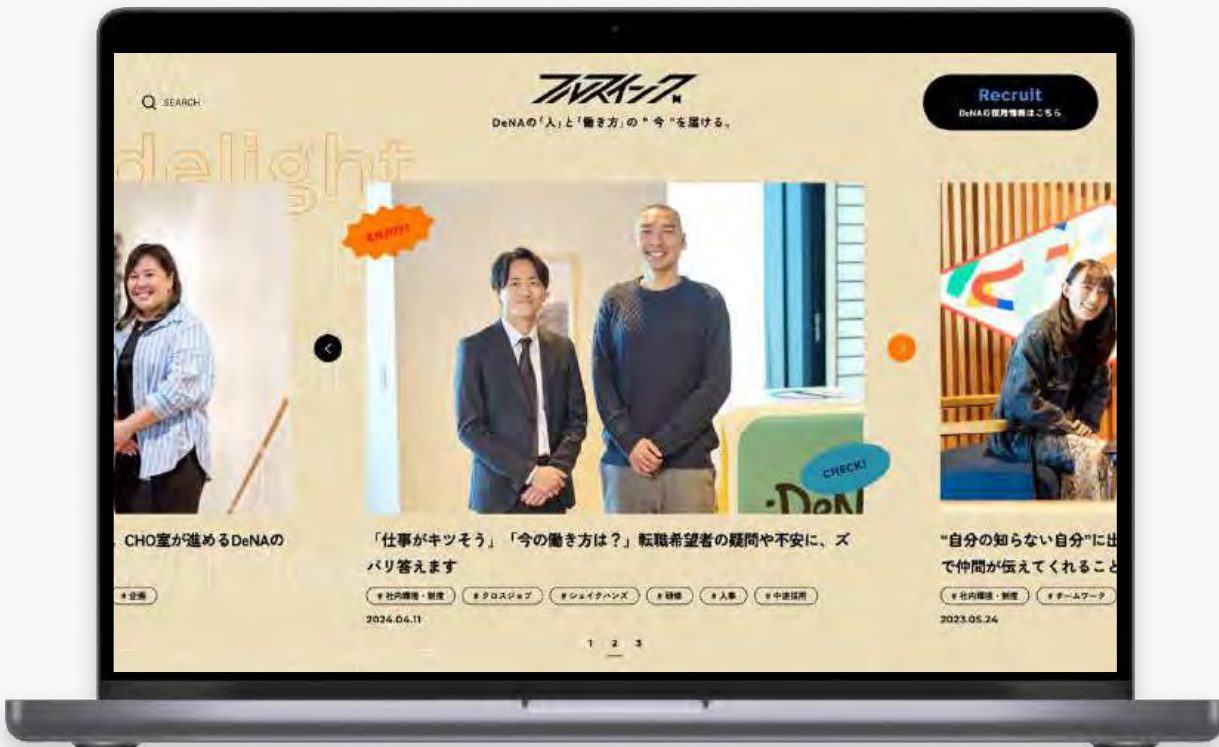 SEARCH
フルスイング
DeNAの「人」と「働き方」の " 今 "を届ける。
Recruit
DeNAの採用情報はこちら
delight
ENJOY!
CHECK!
:DeN
、CHO室が進めるDeNAの
#企画
「仕事がキツそう」「今の働き方は?」転職希望者の疑問や不安に、ズ
バリ答えます
#社内環境・制度 #クロスジョブ #シェイクハンズ #研修 #人事 #中途採用
2024.04.11
"自分の知らない自分"に出
で仲間が伝えてくれること
#社内環境・制度 #チームワーク
2023.05.24
1 2 3